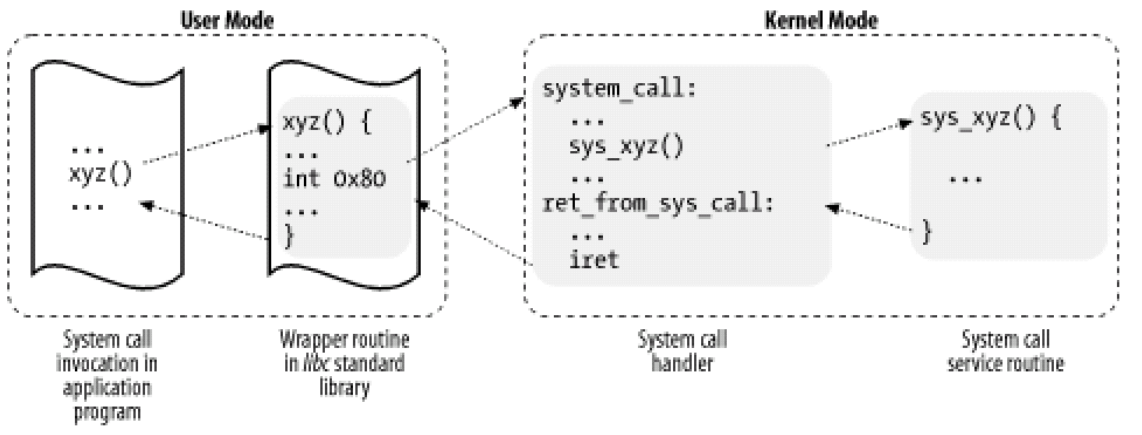 User Mode
Kernel Mode
...
xyz()
...
xyz() {
...
int 0x80
...
}
system_call:
...
sys_xyz()
...
ret_from_sys_call:
...
iret
sys_xyz() {
...
}
System call
invocation in
application
program
Wrapper routine
in libc standard
library
System call
handler
System call
service routine